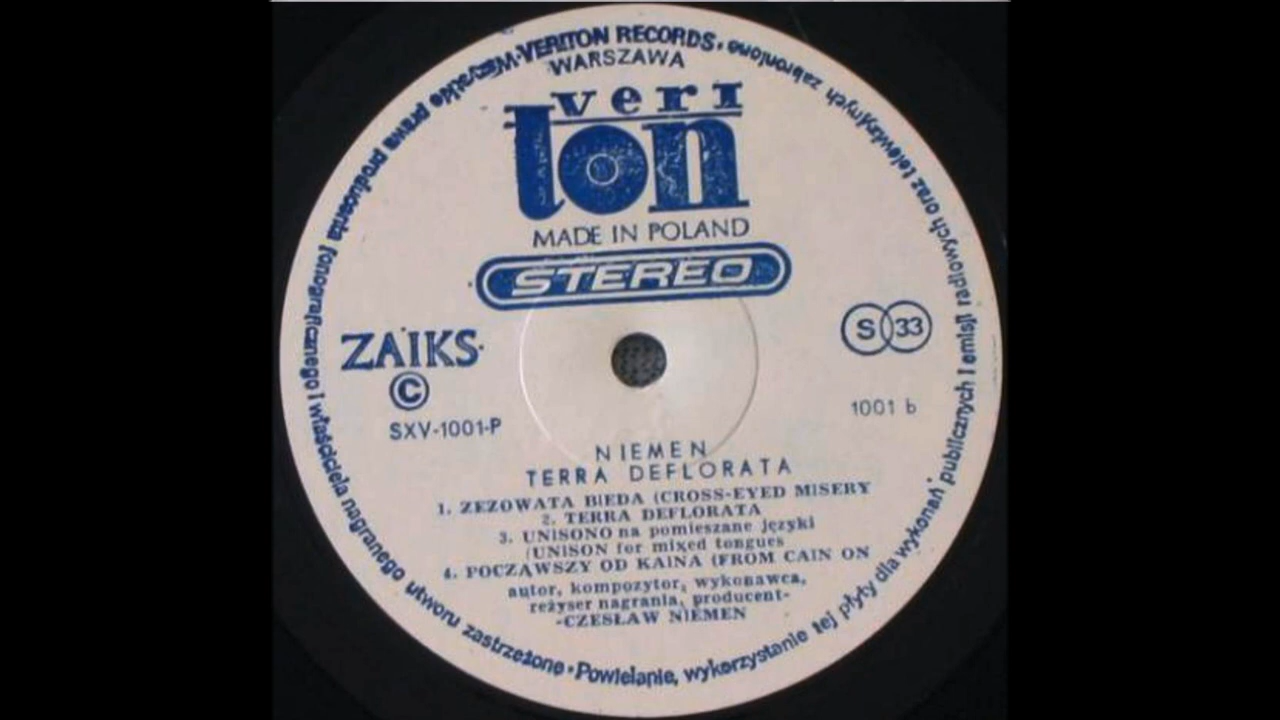 Wszystkie prawa producenta fonograficznego i właściciela nagranego utworu zastrzeżone • Powielanie, wykorzystanie tej płyty dla wykonań publicznych i emisji radiowych oraz telewizyjnych zabronione •
VERITON RECORDS
WARSZAWA
veri
ton
MADE IN POLAND
STEREO
ZAIKS
©
SXV-1001-P
S 33
1001 b
NIEMEN
TERRA DEFLORATA
1. ZEZOWATA BIEDA (CROSS-EYED MISERY
2. TERRA DEFLORATA
3. UNISONO na pomieszane języki
(UNISON for mixed tongues
4. POCZĄWSZY OD KAINA (FROM CAIN ON
autor, kompozytor, wykonawca,
reżyser nagrania, producent-
-CZESŁAW NIEMEN